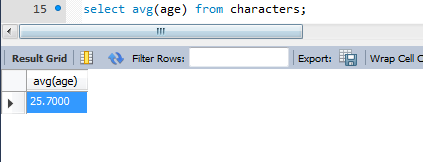 15 select avg(age) from characters;
Result Grid Filter Rows: Export: Wrap Cell C
avg(age)
25.7000